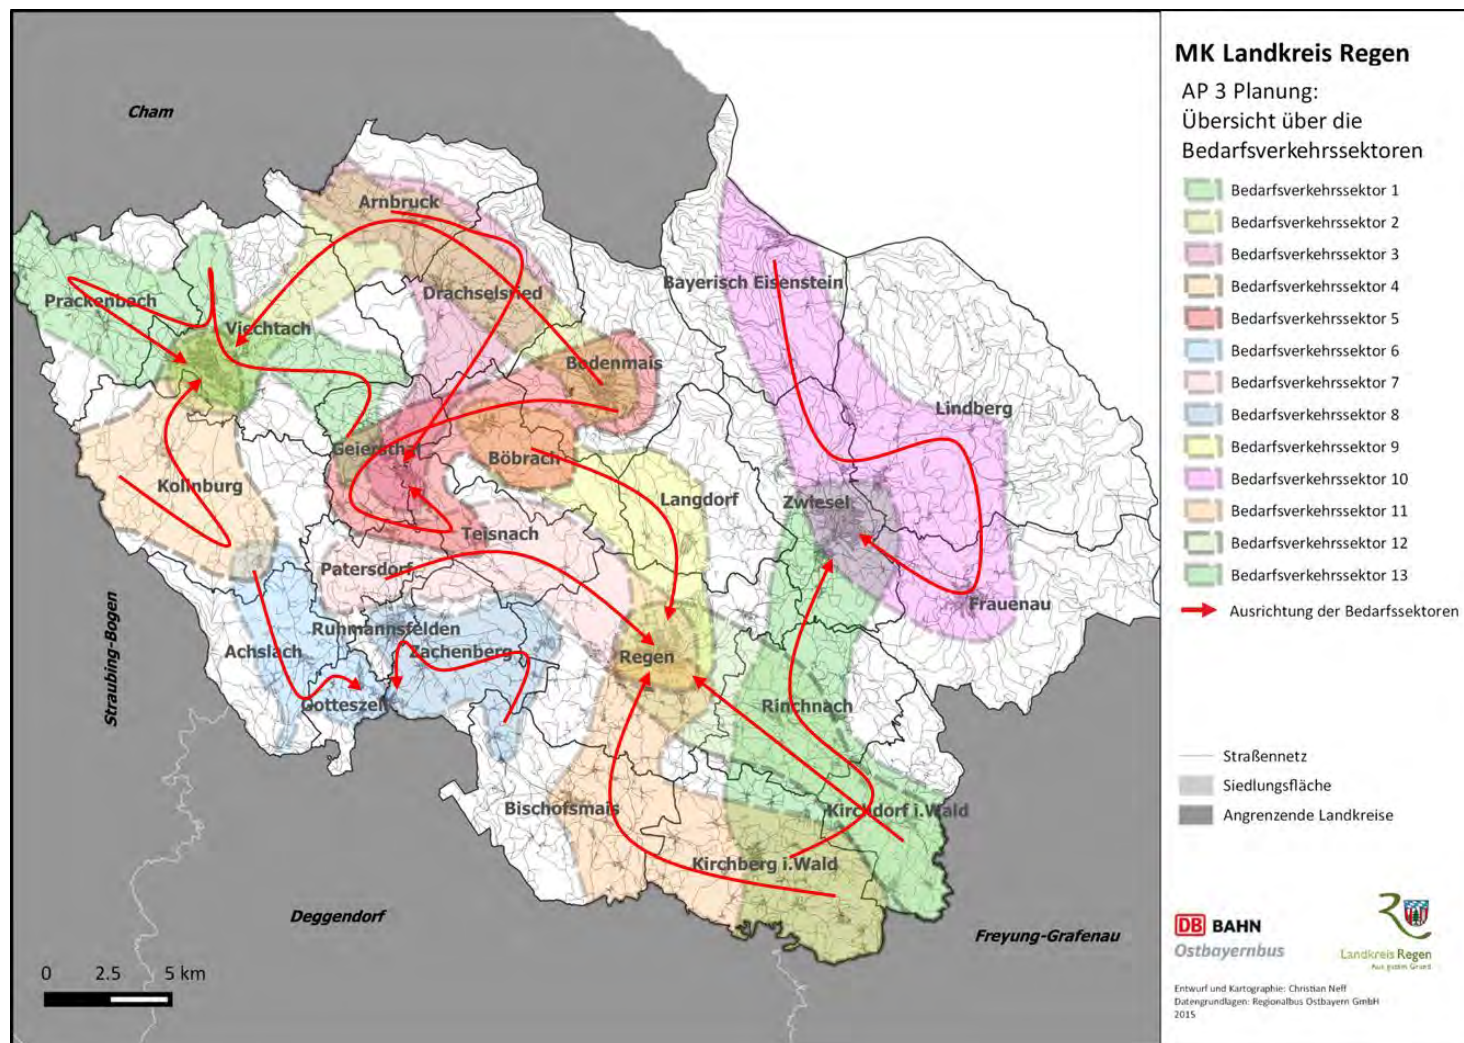 MK Landkreis Regen
AP 3 Planung:
Übersicht über die
Bedarfsverkehrssektoren
Bedarfsverkehrssektor 1
Bedarfsverkehrssektor 2
Bedarfsverkehrssektor 3
Bedarfsverkehrssektor 4
Bedarfsverkehrssektor 5
Bedarfsverkehrssektor 6
Bedarfsverkehrssektor 7
Bedarfsverkehrssektor 8
Bedarfsverkehrssektor 9
Bedarfsverkehrssektor 10
Bedarfsverkehrssektor 11
Bedarfsverkehrssektor 12
Bedarfsverkehrssektor 13
Ausrichtung der Bedarfssektoren
Straßennetz
Siedlungsfläche
Angrenzende Landkreise
DB BAHN
Ostbayernbus
Landkreis Regen
Aus gutem Grund
Entwurf und Kartographie: Christian Neff
Datengrundlagen: Regionalbus Ostbayern GmbH
2015
Cham
Arnbruck
Bayerisch Eisenstein
Drachselsried
Prackenbach
Viechtach
Bodenmais
Lindberg
Geiersthal
Böbrach
Kollnburg
Langdorf
Zwiesel
Teisnach
Patersdorf
Frauenau
Ruhmannsfelden
Achslach
Zachenberg
Regen
Straubing-Bogen
Gotteszell
Rinchnach
Bischofsmais
Kirchdorf i.Wald
Kirchberg i.Wald
Deggendorf
Freyung-Grafenau
0 2.5 5 km